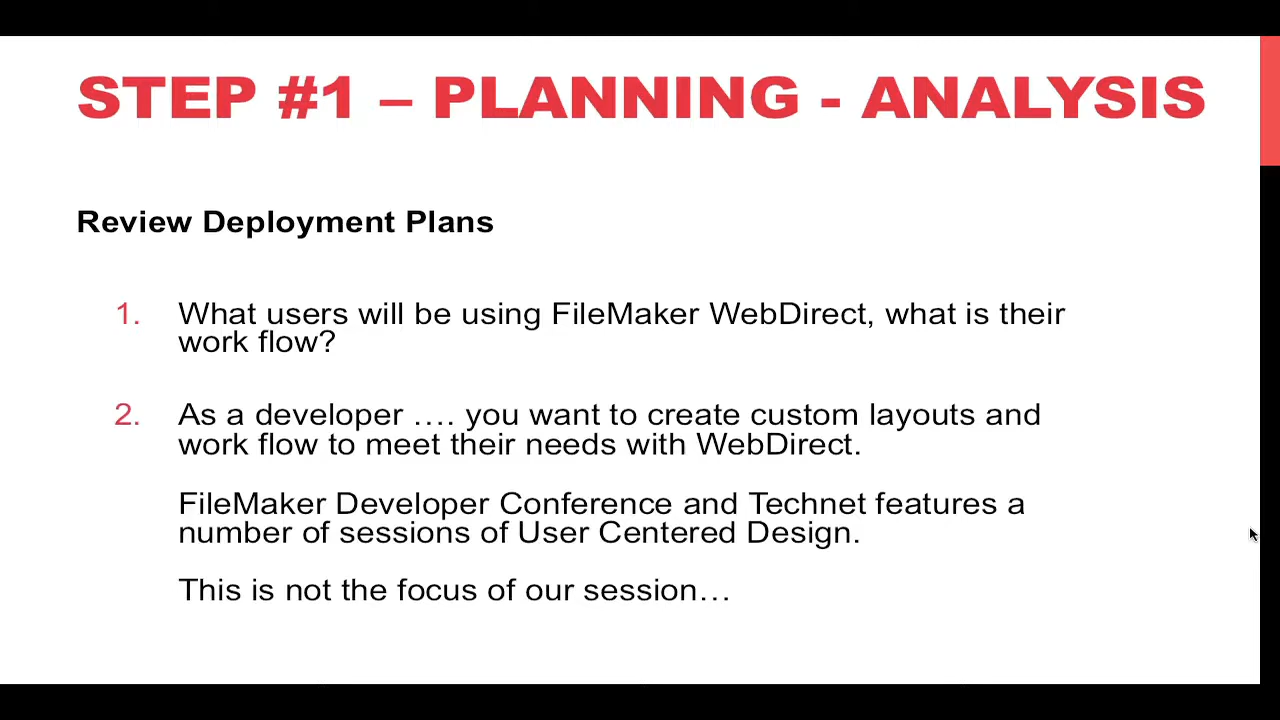 STEP #1 – PLANNING - ANALYSIS
Review Deployment Plans
1. What users will be using FileMaker WebDirect, what is their
work flow?
2. As a developer …. you want to create custom layouts and
work flow to meet their needs with WebDirect.
FileMaker Developer Conference and Technet features a
number of sessions of User Centered Design.
This is not the focus of our session…